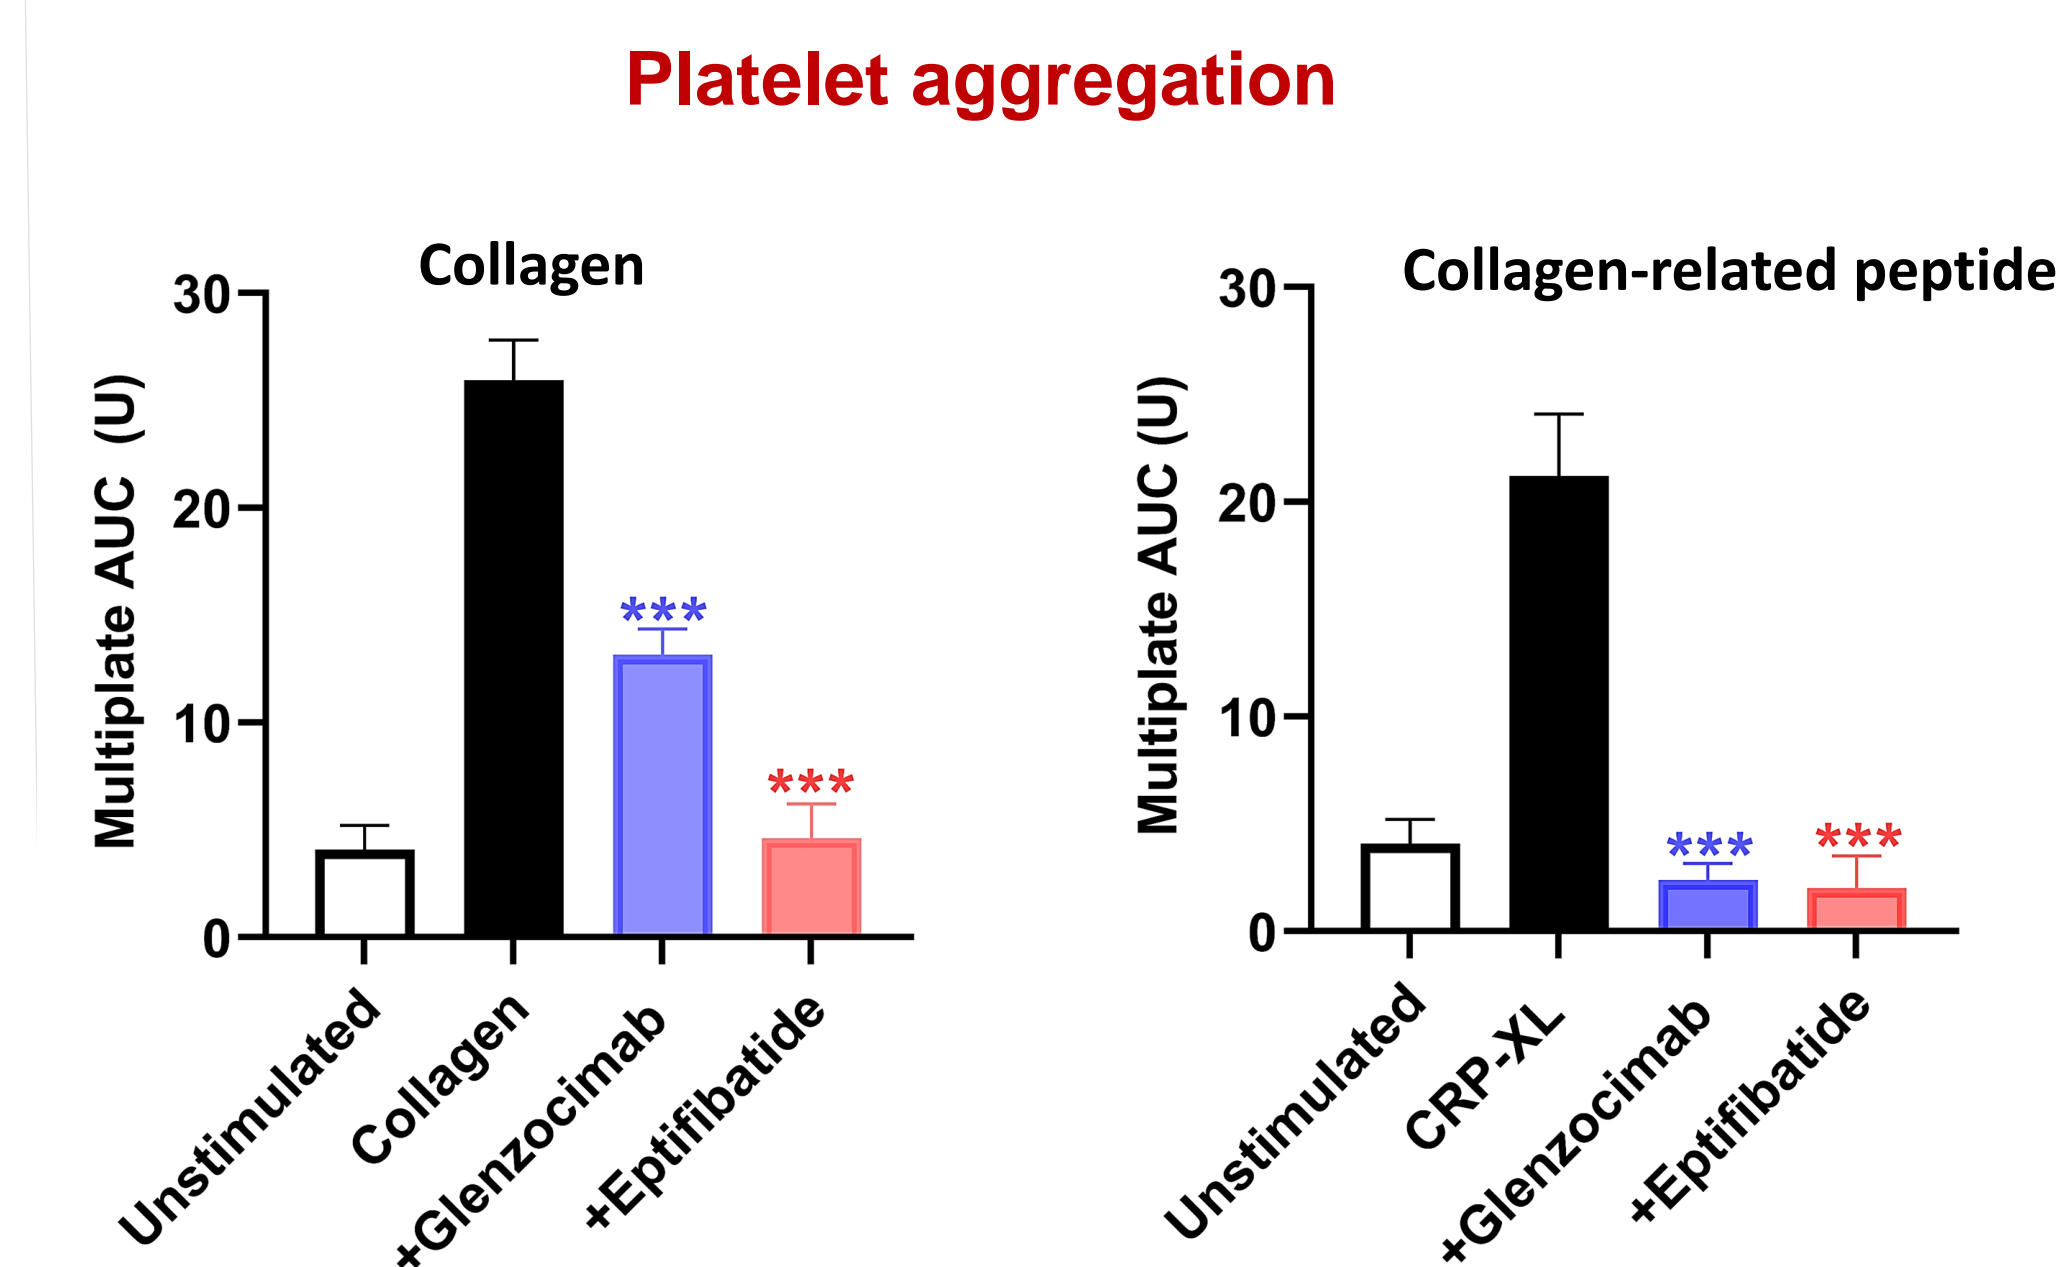 Platelet aggregation
Collagen
Multiplate AUC (U)
30
20
10
0
***
***
Unstimulated
Collagen
+Glenzocimab
+Eptifibatide
Collagen-related peptide
Multiplate AUC (U)
30
20
10
0
***
***
Unstimulated
CRP-XL
+Glenzocimab
+Eptifibatide